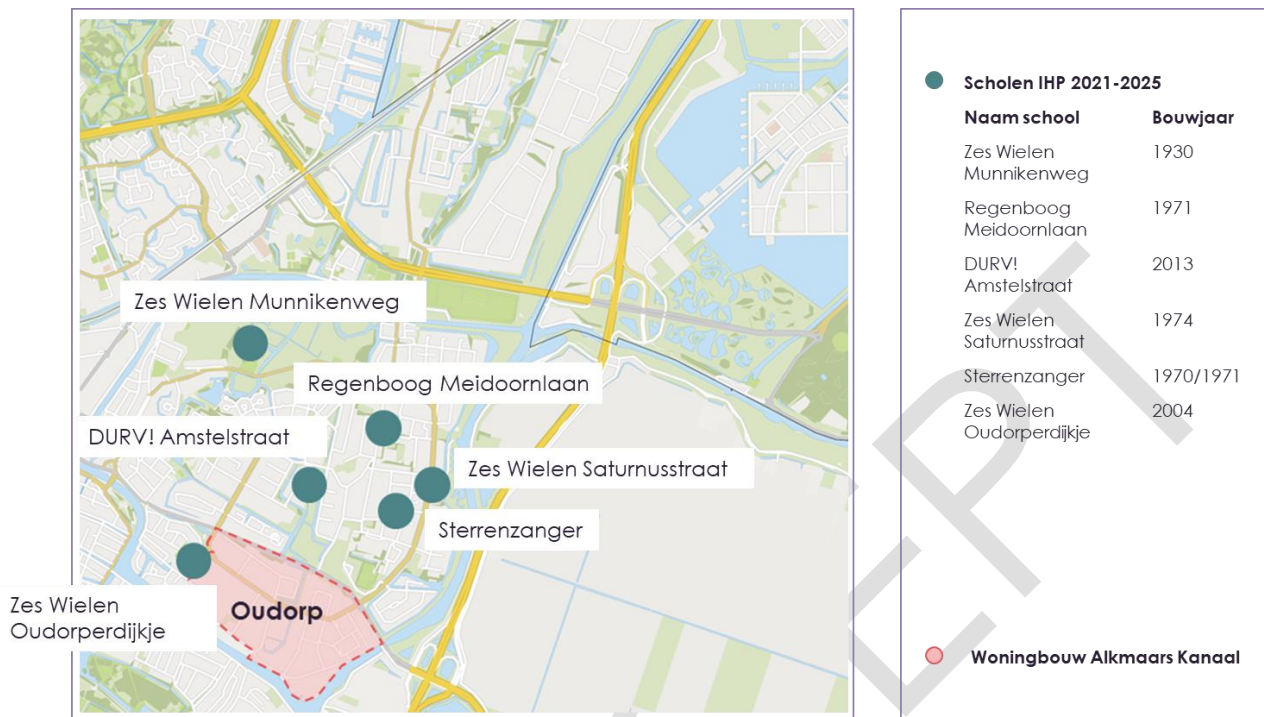 Zes Wielen Munnikenweg
Regenboog Meidoornlaan
DURV! Amstelstraat
Zes Wielen Saturnusstraat
Sterrenzanger
Zes Wielen
Oudorperdijkje
Oudorp
Scholen IHP 2021-2025
Naam school Bouwjaar
Zes Wielen 1930
Munnikenweg
Regenboog 1971
Meidoornlaan
DURV! 2013
Amstelstraat
Zes Wielen 1974
Saturnusstraat
Sterrenzanger 1970/1971
Zes Wielen 2004
Oudorperdijkje
Woningbouw Alkmaars Kanaal
EPT